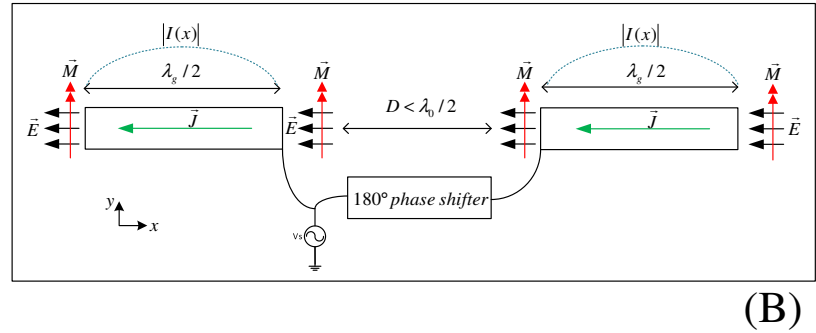 |I(x)| |I(x)|
M⃗ λg/2 M⃗ M⃗ λg/2 M⃗
E⃗ J⃗ E⃗ D < λ0/2 J⃗ E⃗
180° phase shifter
y
x
Vs
(B)